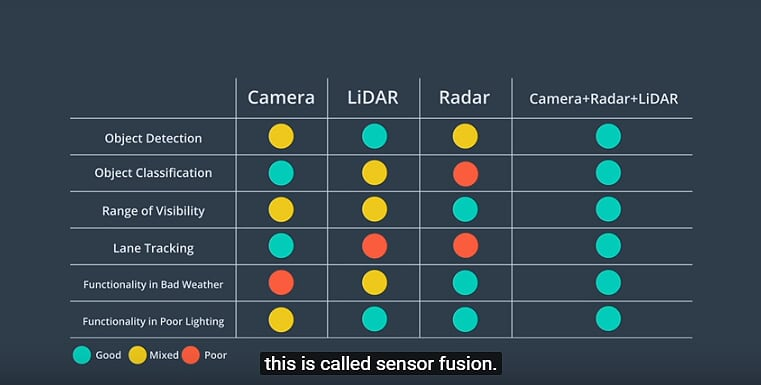 Camera LiDAR Radar Camera+Radar+LiDAR
Object Detection
Object Classification
Range of Visibility
Lane Tracking
Functionality in Bad Weather
Functionality in Poor Lighting
Good Mixed Poor
this is called sensor fusion.